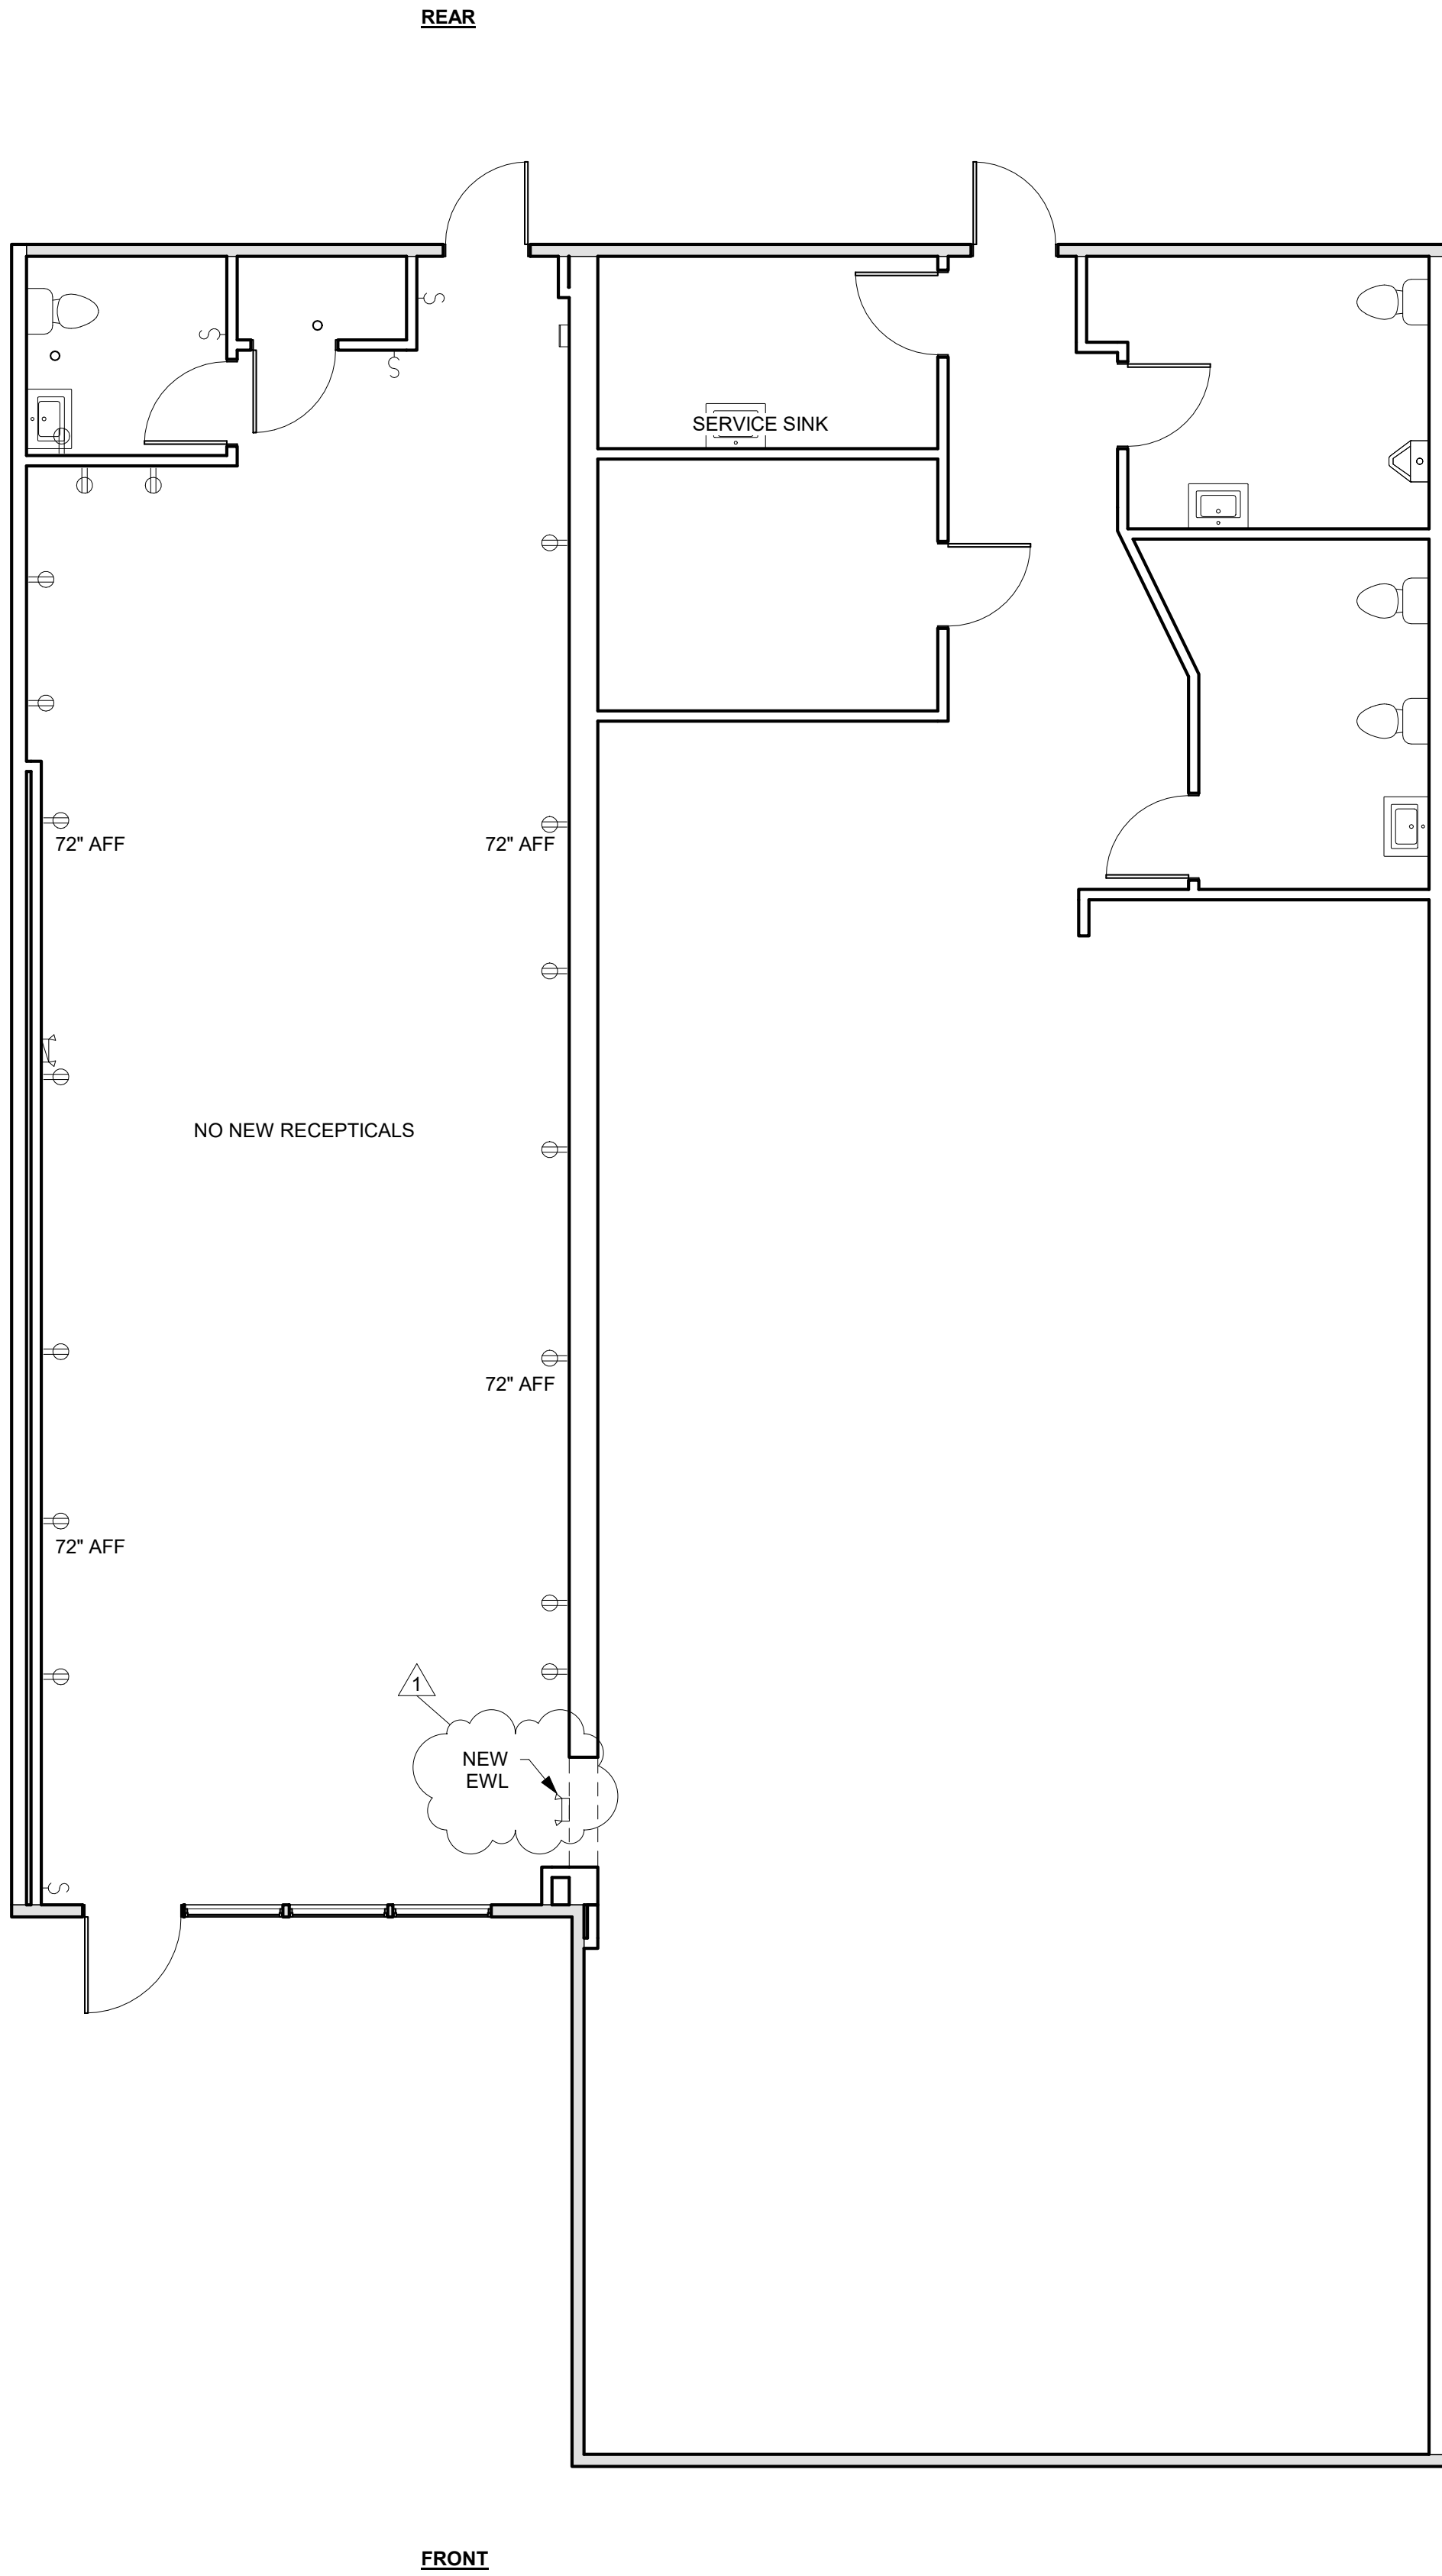 REAR
SERVICE SINK
72" AFF
72" AFF
NO NEW RECEPTICALS
72" AFF
72" AFF
1
NEW
EWL
FRONT